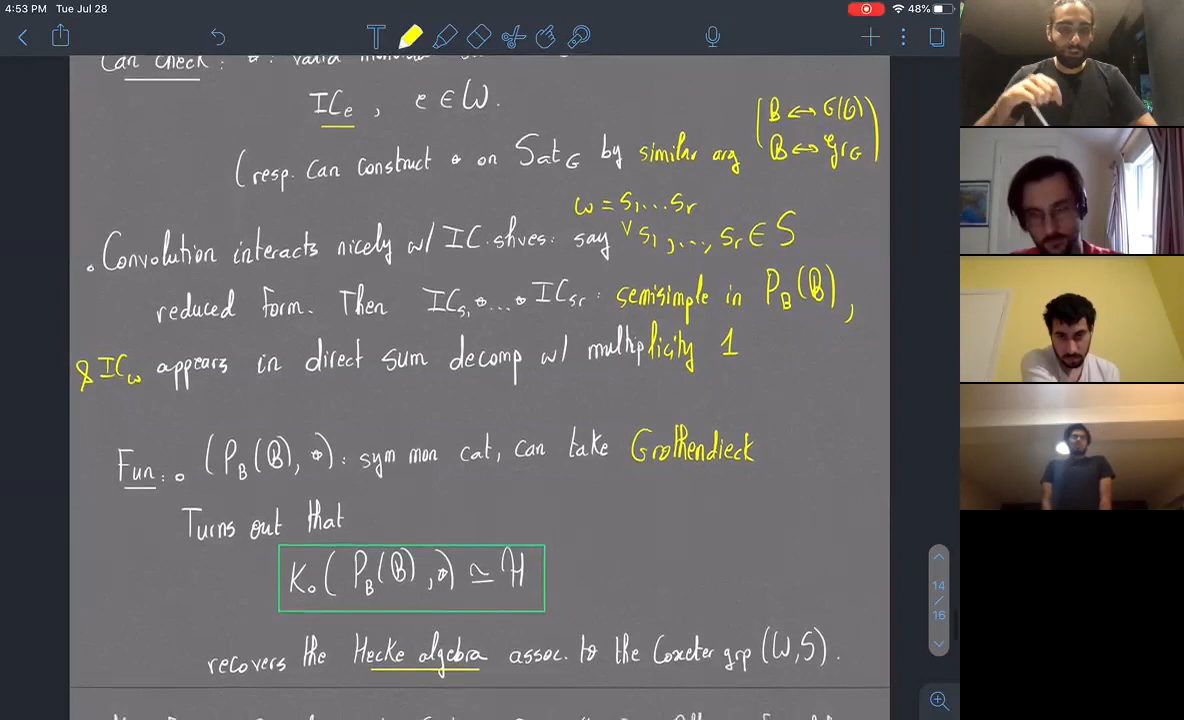 4:53 PM Tue Jul 28
48%
Can check:
IC_e , e ∈ W.
(B ↔ G(O)
B ↔ Gr_G)
(resp. can construct * on Sat_G by similar arg
w = s_1 ... s_r
. Convolution interacts nicely w/ IC shves: say s_1 , ..., s_r ∈ S
reduced form. Then IC_{s_1} * ... * IC_{s_r} : semisimple in P_B(B),
& IC_w appears in direct sum decomp w/ multiplicity 1
Fun: o (P_B(B), *): sym mon cat, can take Grothendieck
Turns out that
K_0( P_B(B), *) ≃ H
recovers the Hecke algebra assoc. to the Coxeter grp (W,S).
14
/
16